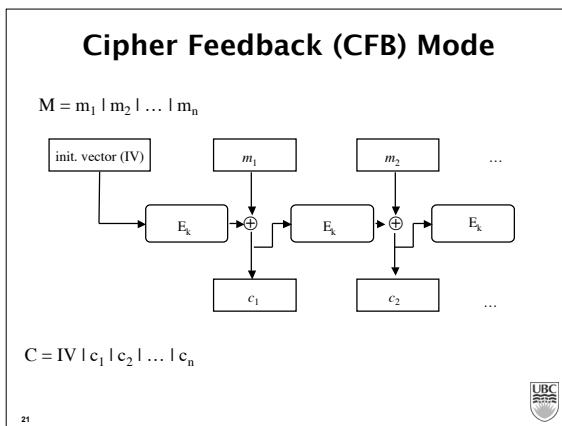 Cipher Feedback (CFB) Mode
M = m₁ | m₂ | … | mₙ
init. vector (IV) m₁ m₂ …
Eₖ ⊕ Eₖ ⊕ Eₖ
c₁ c₂ …
C = IV | c₁ | c₂ | … | cₙ
UBC
21